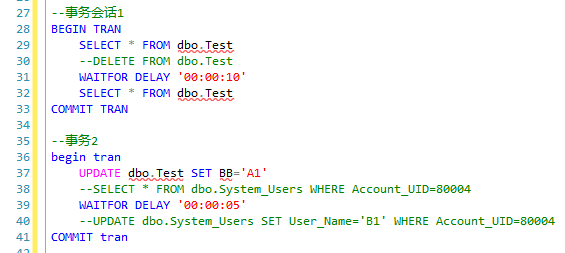 27 --事务会话1
28 BEGIN TRAN
29 SELECT * FROM dbo.Test
30 --DELETE FROM dbo.Test
31 WAITFOR DELAY '00:00:10'
32 SELECT * FROM dbo.Test
33 COMMIT TRAN
34
35 --事务2
36 begin tran
37 UPDATE dbo.Test SET BB='A1'
38 --SELECT * FROM dbo.System_Users WHERE Account_UID=80004
39 WAITFOR DELAY '00:00:05'
40 --UPDATE dbo.System_Users SET User_Name='B1' WHERE Account_UID=80004
41 COMMIT tran